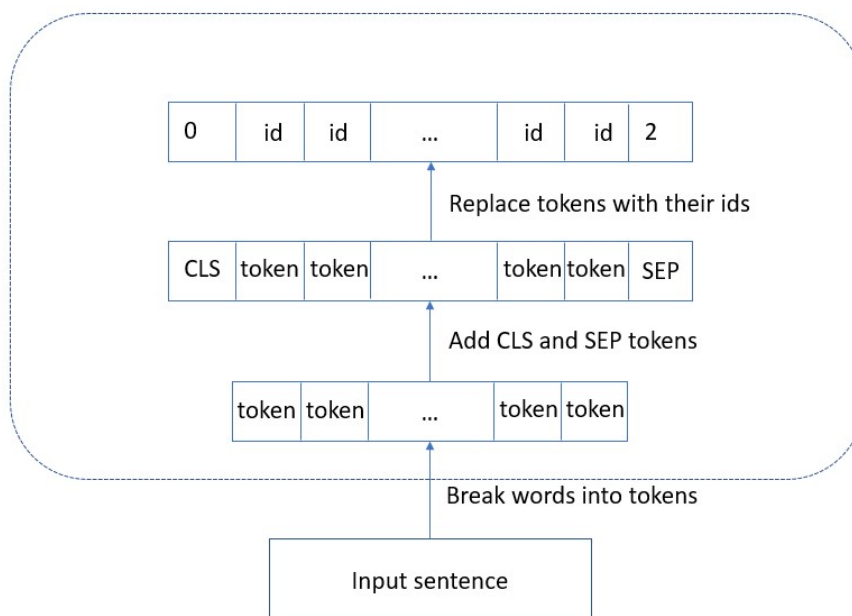 0 id id ... id id 2
Replace tokens with their ids
CLS token token ... token token SEP
Add CLS and SEP tokens
token token ... token token
Break words into tokens
Input sentence